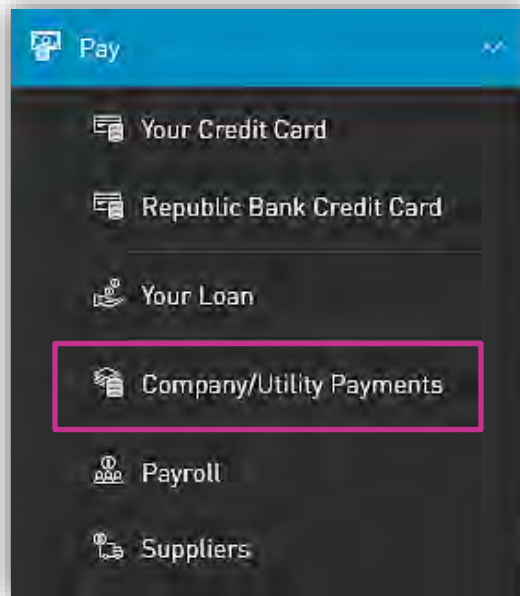 Pay
Your Credit Card
Republic Bank Credit Card
Your Loan
Company/Utility Payments
Payroll
Suppliers